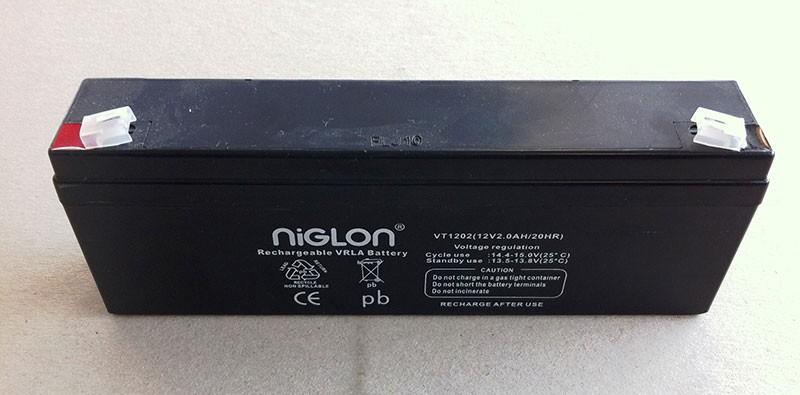 NiGLON®
Rechargeable VRLA Battery
LEAD
RETURN
RECYCLE
NON SPILLABLE
pb
CE
pb
VT1202(12V2.0AH/20HR)
Voltage regulation
Cycle use :14.4-15.0V(25°C)
Standby use :13.5-13.8V(25°C)
CAUTION
Do not charge in a gas tight container
Do not short the battery terminals
Do not incinerate
RECHARGE AFTER USE